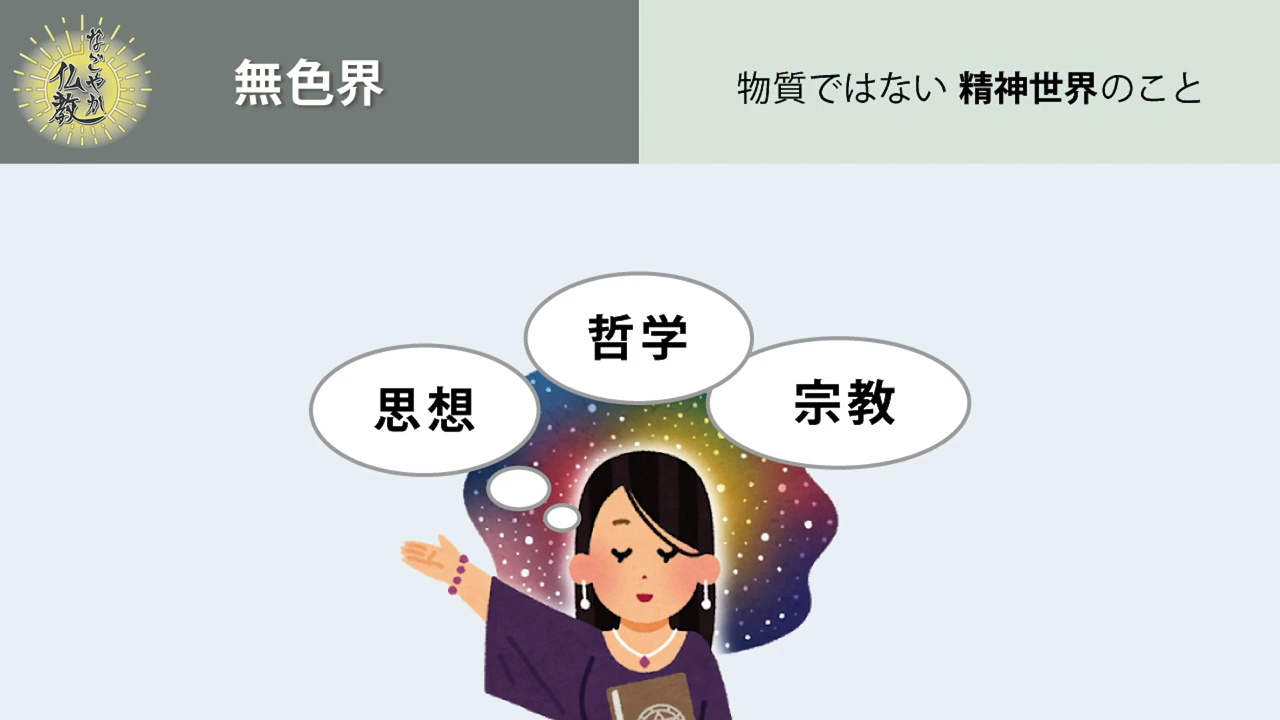 なごやか
仏教
無色界
物質ではない 精神世界のこと
哲学
思想
宗教